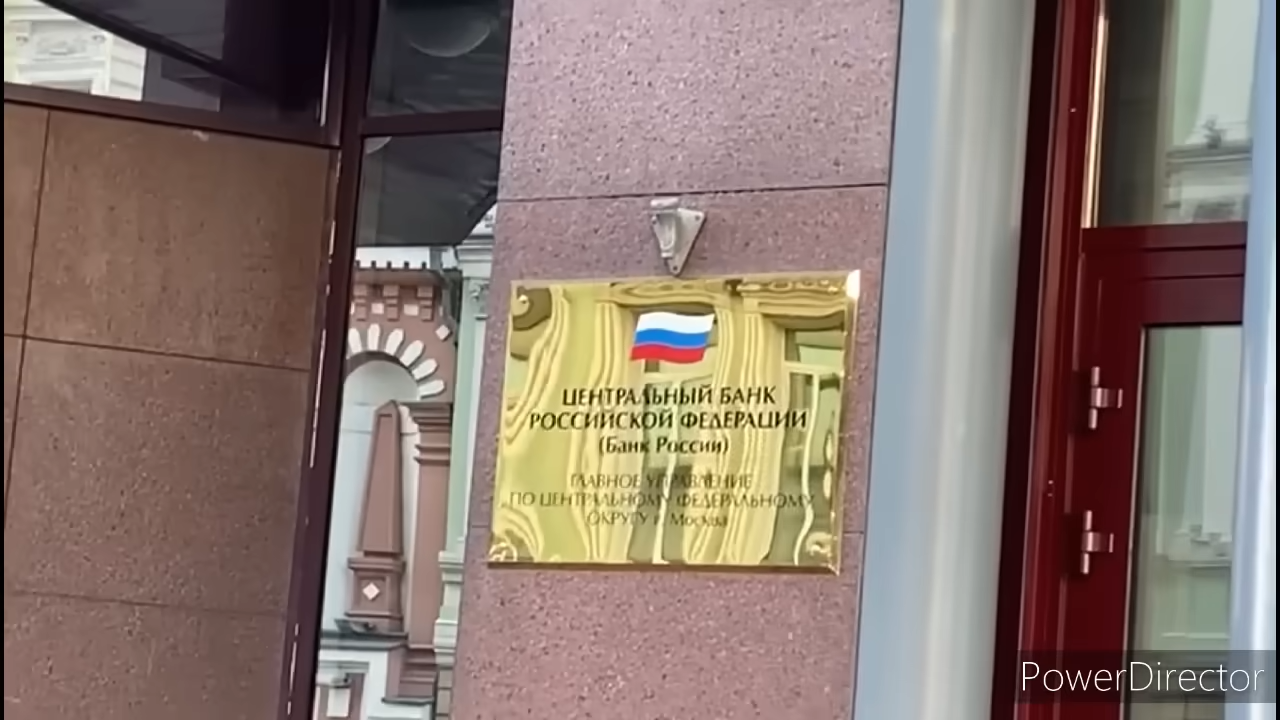 ЦЕНТРАЛЬНЫЙ БАНК
РОССИЙСКОЙ ФЕДЕРАЦИИ
(Банк России)
ГЛАВНОЕ УПРАВЛЕНИЕ
ПО ЦЕНТРАЛЬНОМУ ФЕДЕРАЛЬНОМУ
ОКРУГУ г. Москва
PowerDirector